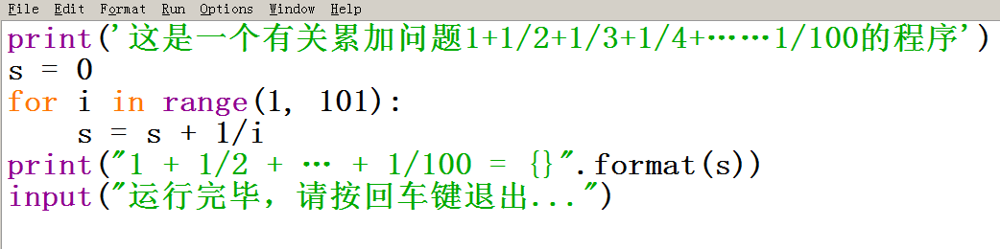 File Edit Format Run Options Window Help
print('这是一个有关累加问题1+1/2+1/3+1/4+……1/100的程序')
s = 0
for i in range(1, 101):
    s = s + 1/i
print("1 + 1/2 + … + 1/100 = {}".format(s))
input("运行完毕，请按回车键退出...")